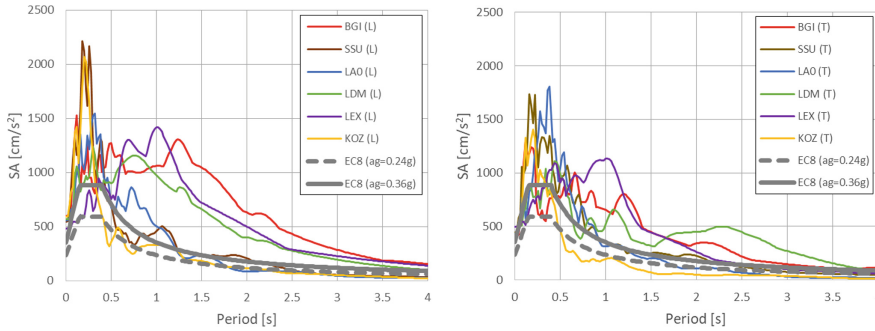 2500
2000
1500
1000
500
0
SA [cm/s²]
0 0.5 1 1.5 2 2.5 3 3.5 4
Period [s]
BGI (L)
SSU (L)
LA0 (L)
LDM (L)
LEX (L)
KOZ (L)
EC8 (ag=0.24g)
EC8 (ag=0.36g)
2500
2000
1500
1000
500
0
SA [cm/s²]
0 0.5 1 1.5 2 2.5 3 3.5
Period [s]
BGI (T)
SSU (T)
LA0 (T)
LDM (T)
LEX (T)
KOZ (T)
EC8 (ag=0.24g)
EC8 (ag=0.36g)